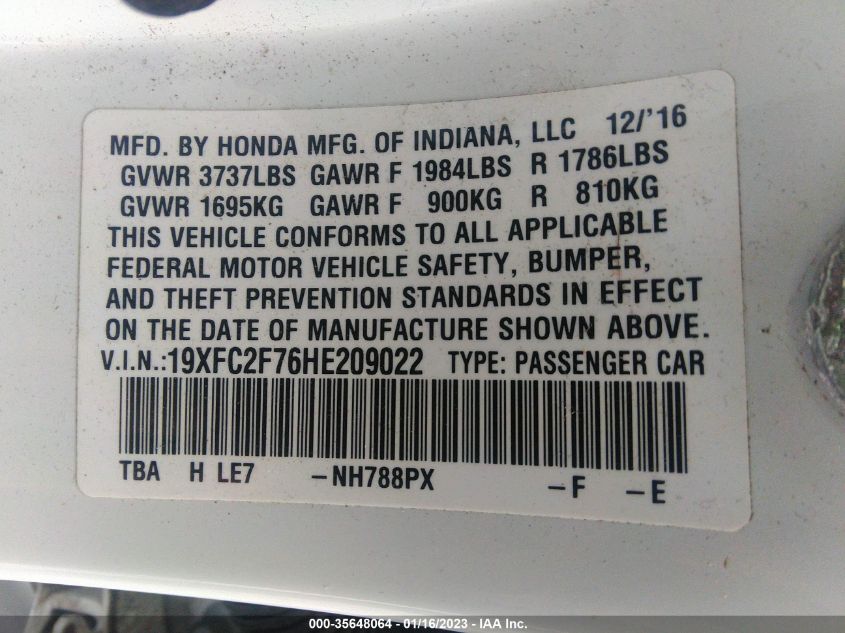 MFD. BY HONDA MFG. OF INDIANA, LLC 12/'16
GVWR 3737LBS GAWR F 1984LBS R 1786LBS
GVWR 1695KG GAWR F 900KG R 810KG
THIS VEHICLE CONFORMS TO ALL APPLICABLE
FEDERAL MOTOR VEHICLE SAFETY, BUMPER,
AND THEFT PREVENTION STANDARDS IN EFFECT
ON THE DATE OF MANUFACTURE SHOWN ABOVE.
V.I.N.:19XFC2F76HE209022 TYPE: PASSENGER CAR
TBA H LE7 -NH788PX -F -E
000-35648064 - 01/16/2023 - IAA Inc.